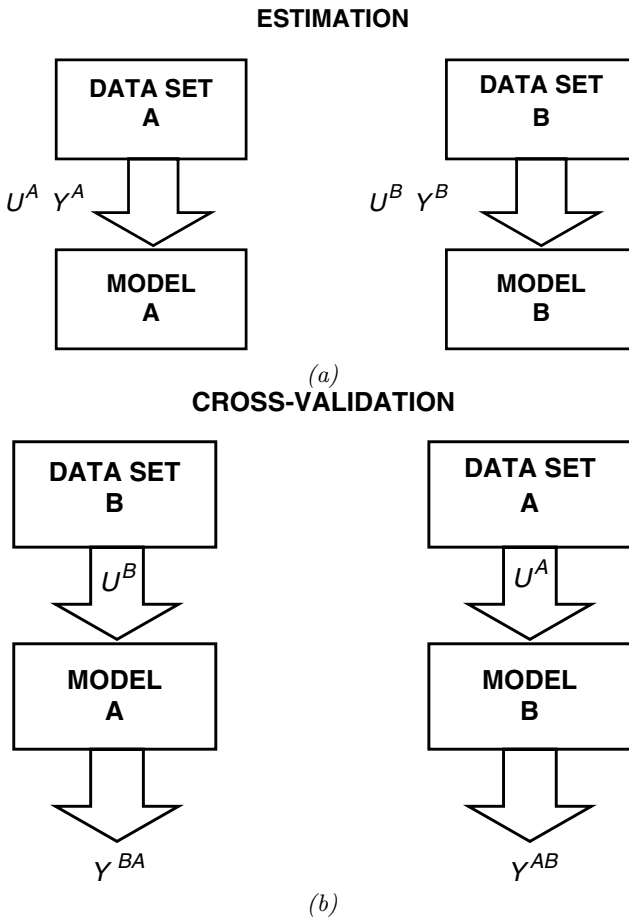 ESTIMATION
DATA SET
A
DATA SET
B
U^A Y^A
U^B Y^B
MODEL
A
MODEL
B
(a)
CROSS-VALIDATION
DATA SET
B
DATA SET
A
U^B
U^A
MODEL
A
MODEL
B
Y^BA
Y^AB
(b)